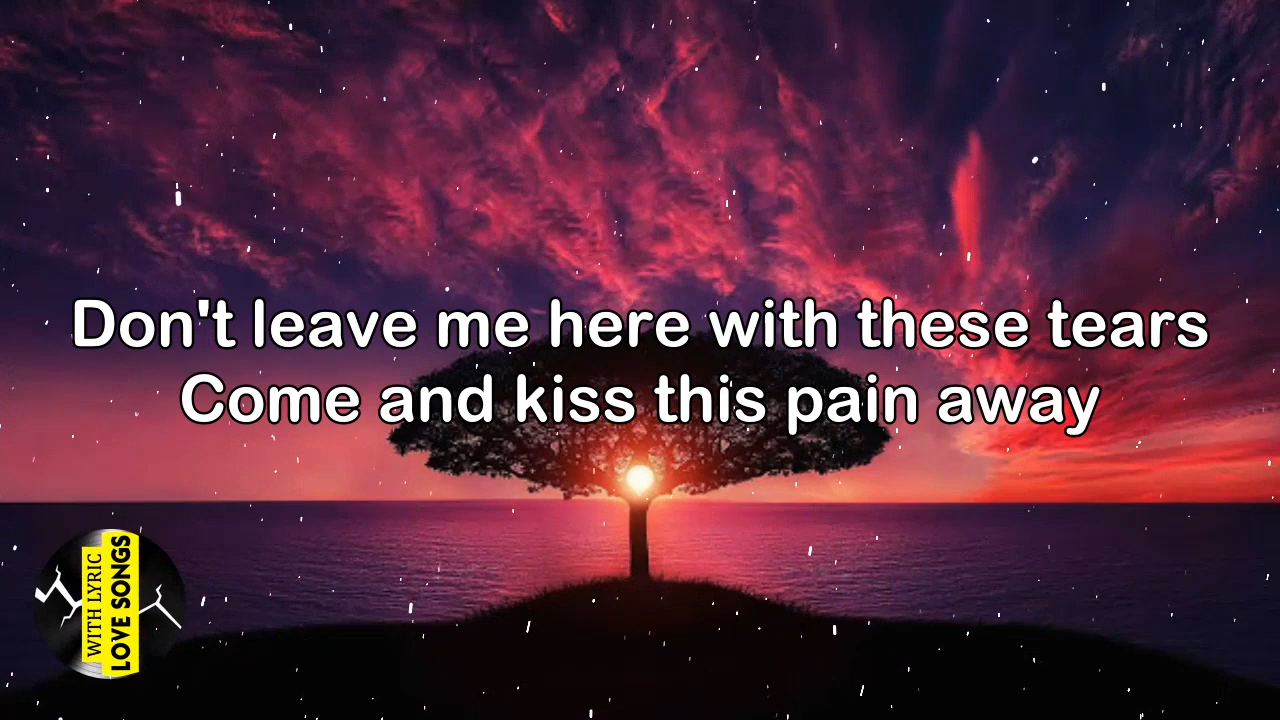 Don't leave me here with these tears
Come and kiss this pain away
WITH LYRIC
LOVE SONGS